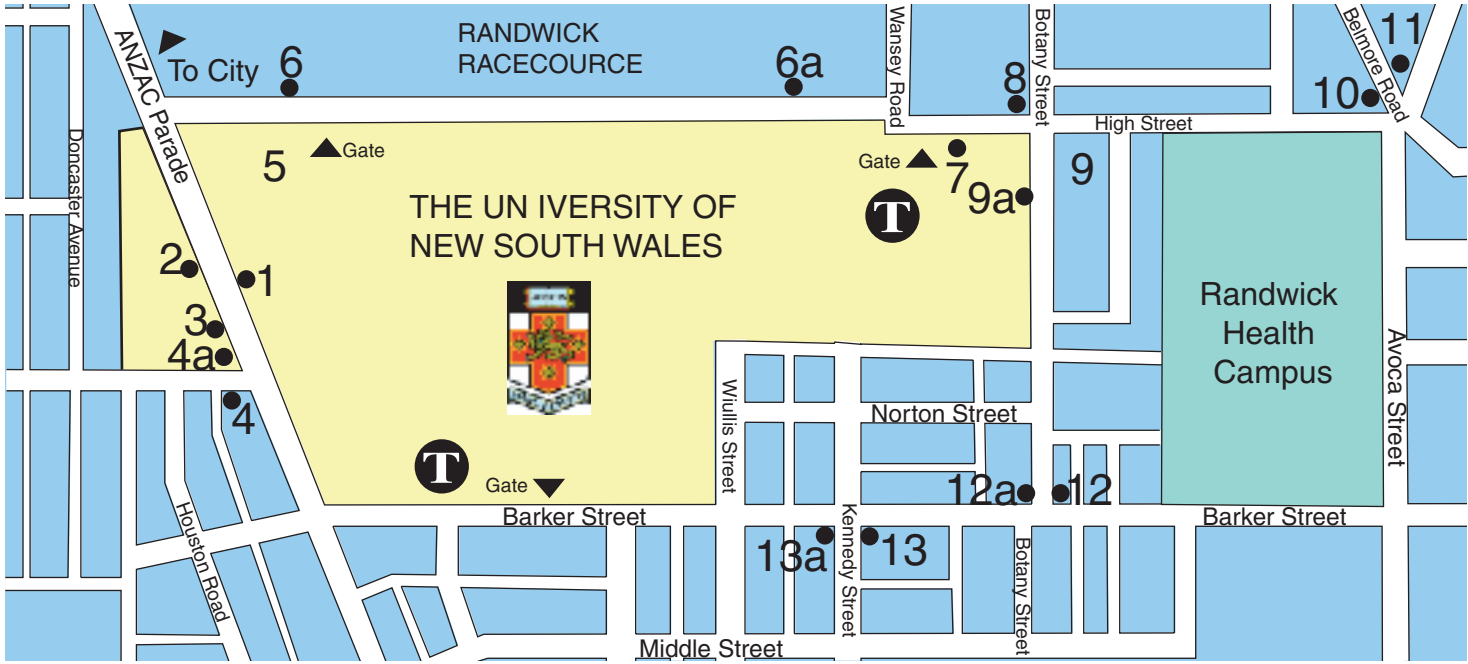 RANDWICK
RACECOURSE
ANZAC Parade
To City
6
6a
Wansey Road
8
Botany Street
Belmore Road
11
10
High Street
Doncaster Avenue
5
Gate
Gate
7
9a
9
T
THE UN IVERSITY OF
NEW SOUTH WALES
2
1
3
4a
4
Randwick
Health
Campus
Avoca Street
Wiullis Street
Norton Street
T
Gate
12a
12
Barker Street
Barker Street
Houston Road
13a
Kennedy Street
13
Botany Street
Middle Street